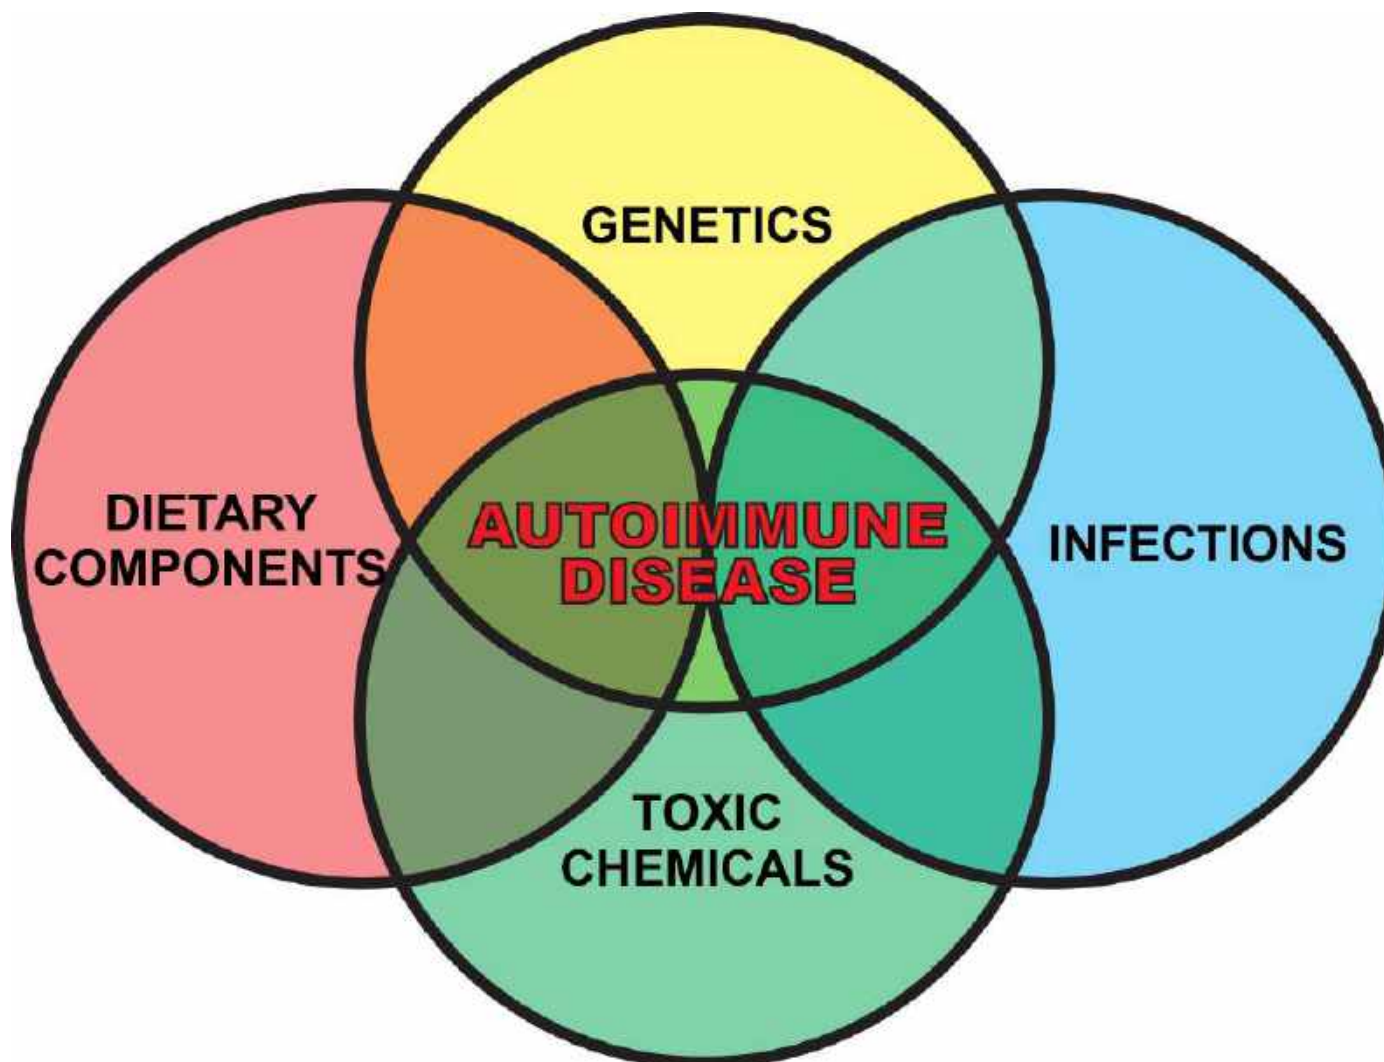 GENETICS
DIETARY
COMPONENTS
AUTOIMMUNE
DISEASE
INFECTIONS
TOXIC
CHEMICALS